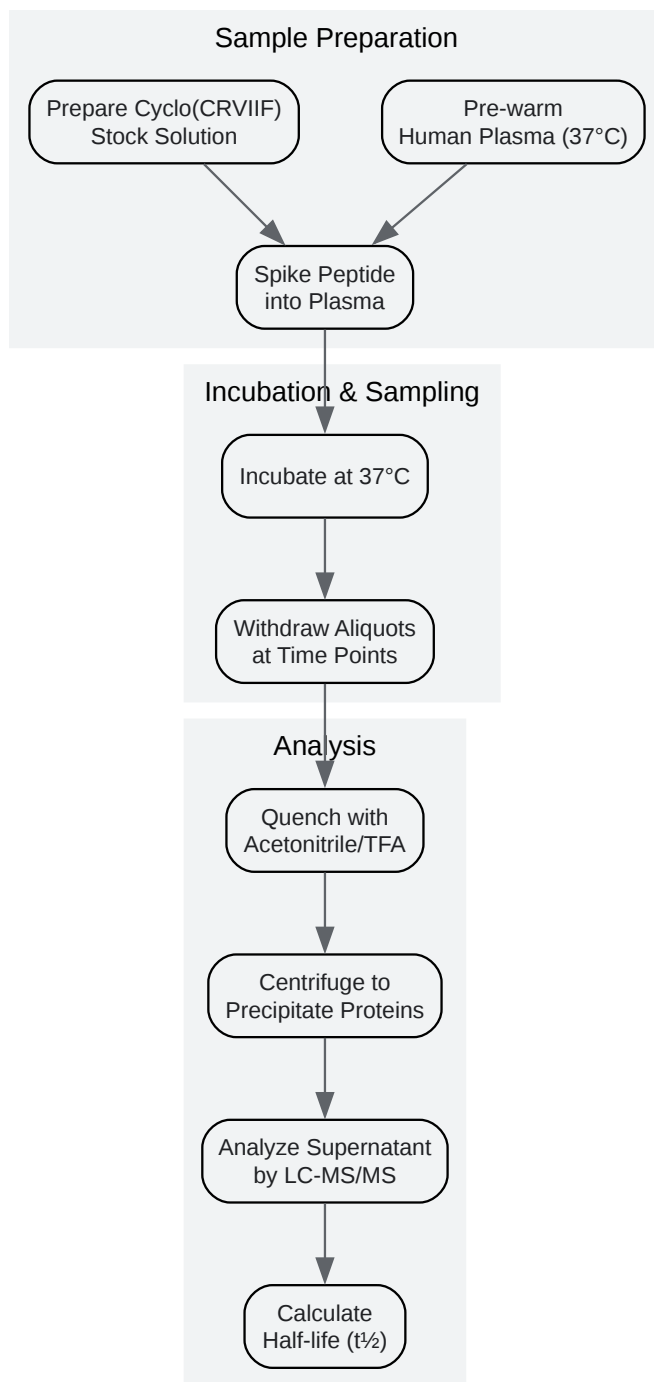 Sample Preparation
Prepare Cyclo(CRVIIF)
Stock Solution
Pre-warm
Human Plasma (37°C)
Spike Peptide
into Plasma
Incubation & Sampling
Incubate at 37°C
Withdraw Aliquots
at Time Points
Analysis
Quench with
Acetonitrile/TFA
Centrifuge to
Precipitate Proteins
Analyze Supernatant
by LC-MS/MS
Calculate
Half-life (t½)